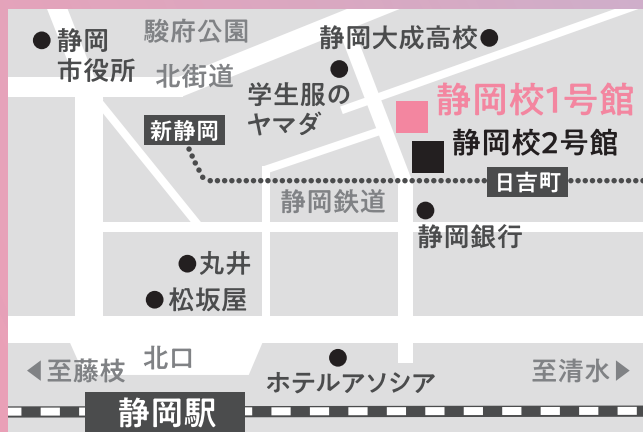 静岡
市役所
駿府公園
北街道
静岡大成高校
学生服の
ヤマダ
静岡校1号館
静岡校2号館
新静岡
日吉町
静岡鉄道
静岡銀行
丸井
松坂屋
至藤枝
北口
ホテルアソシア
至清水
静岡駅